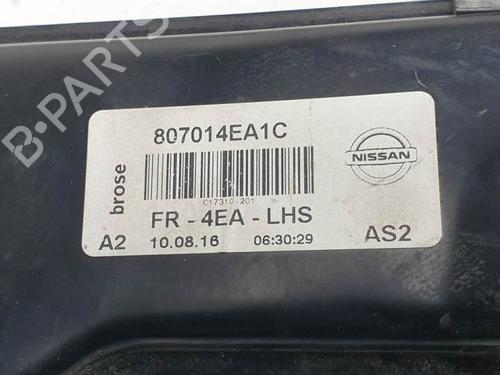 B-PARTS
807014EA1C
brose
C17310-201
NISSAN
FR - 4EA - LHS
A2 10.08.16 06:30:29 AS2